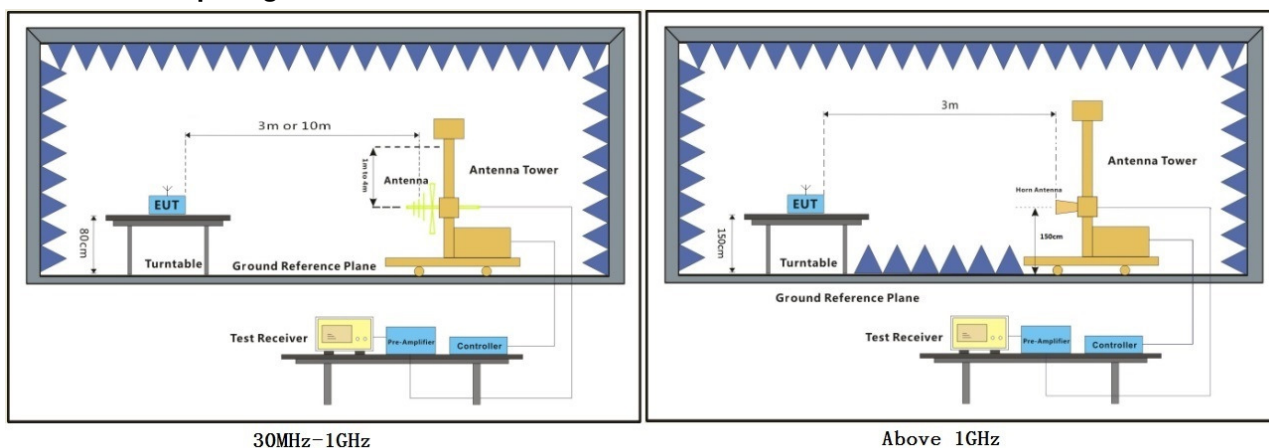 3m or 10m
1m to 4m
Antenna
Antenna Tower
EUT
80cm
Turntable
Ground Reference Plane
Test Receiver
Pre-Amplifier
Controller
30MHz-1GHz
3m
Antenna Tower
Horn Antenna
EUT
150cm
150cm
Turntable
Ground Reference Plane
Test Receiver
Pre-Amplifier
Controller
Above 1GHz